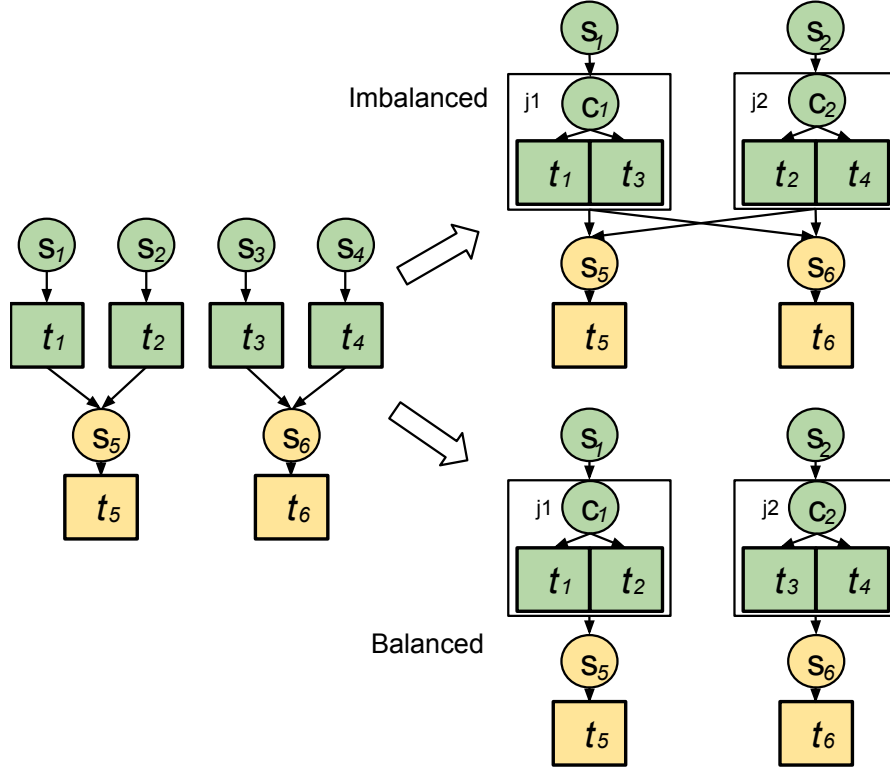 s1 s2
Imbalanced j1 c1 j2 c2
t1 t3 t2 t4
s1 s2 s3 s4
s5 s6
t1 t2 t3 t4
t5 t6
s5 s6
s1 s2
t5 t6
j1 c1 j2 c2
t1 t2 t3 t4
Balanced
s5 s6
t5 t6